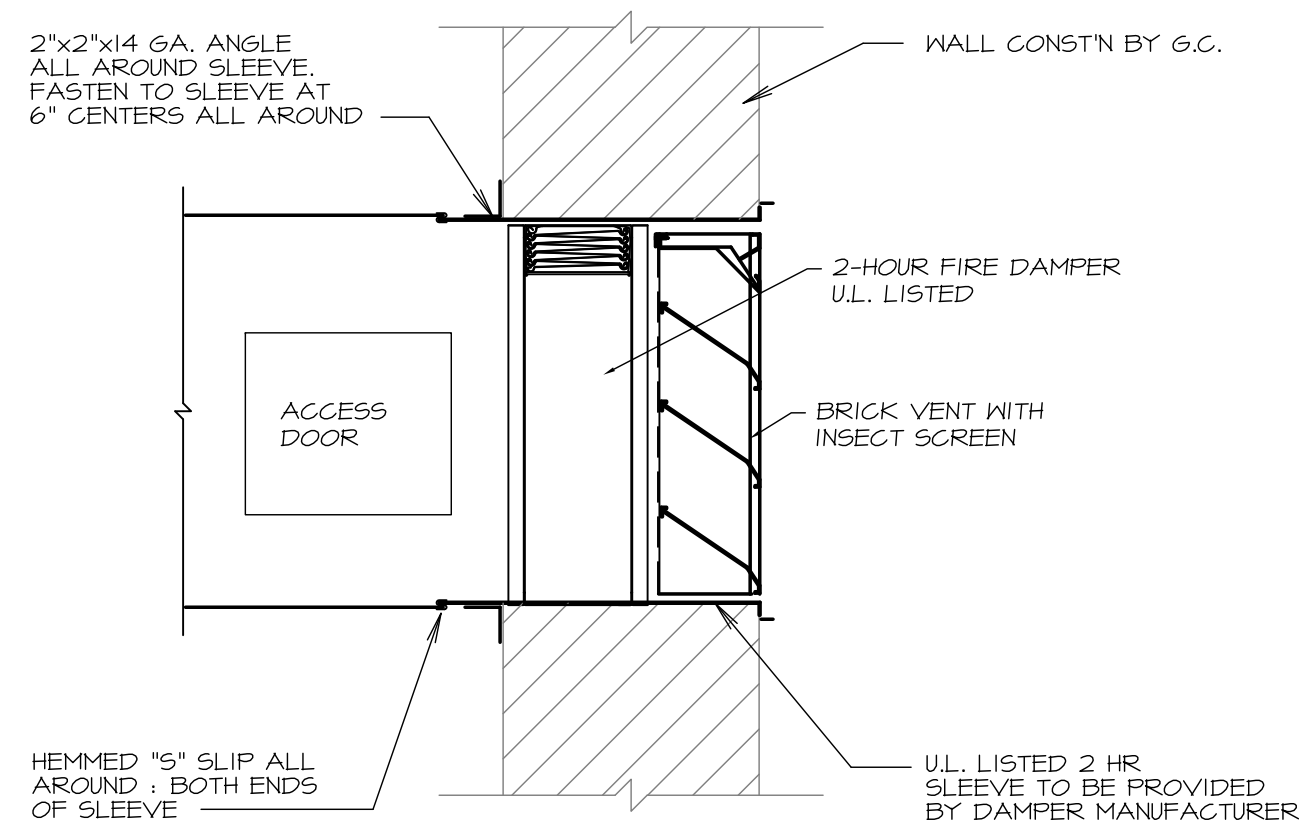 2"x2"x14 GA. ANGLE
ALL AROUND SLEEVE.
FASTEN TO SLEEVE AT
6" CENTERS ALL AROUND
WALL CONST'N BY G.C.
2-HOUR FIRE DAMPER
U.L. LISTED
ACCESS
DOOR
BRICK VENT WITH
INSECT SCREEN
HEMMED "S" SLIP ALL
AROUND : BOTH ENDS
OF SLEEVE
U.L. LISTED 2 HR
SLEEVE TO BE PROVIDED
BY DAMPER MANUFACTURER